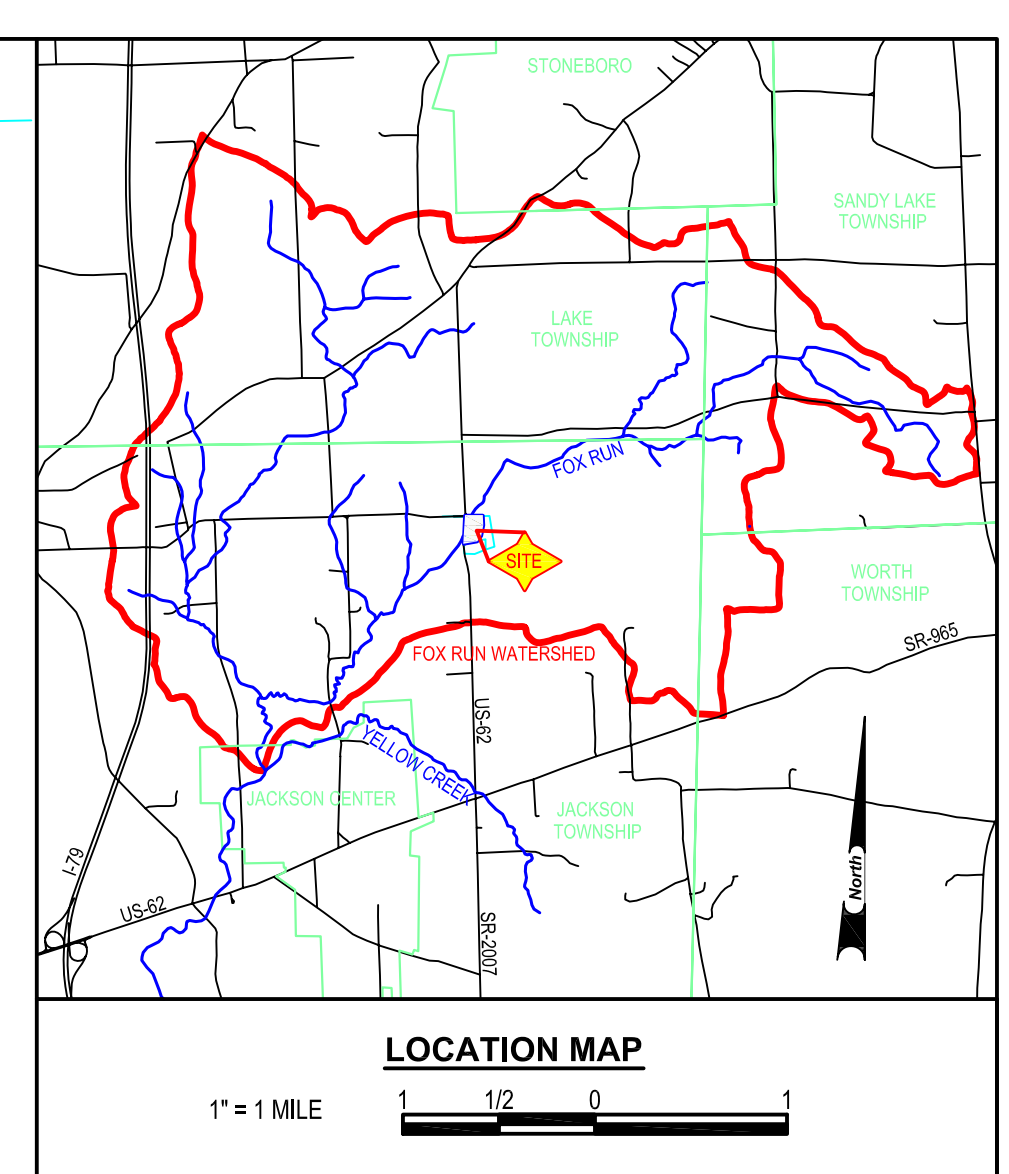 STONEBORO
SANDY LAKE
TOWNSHIP
LAKE
TOWNSHIP
FOX RUN
SITE
WORTH
TOWNSHIP
SR-965
FOX RUN WATERSHED
US-62
YELLOW CREEK
JACKSON CENTER
JACKSON
TOWNSHIP
I-79
US-62
SR-2007
North
LOCATION MAP
1" = 1 MILE
1 1/2 0 1